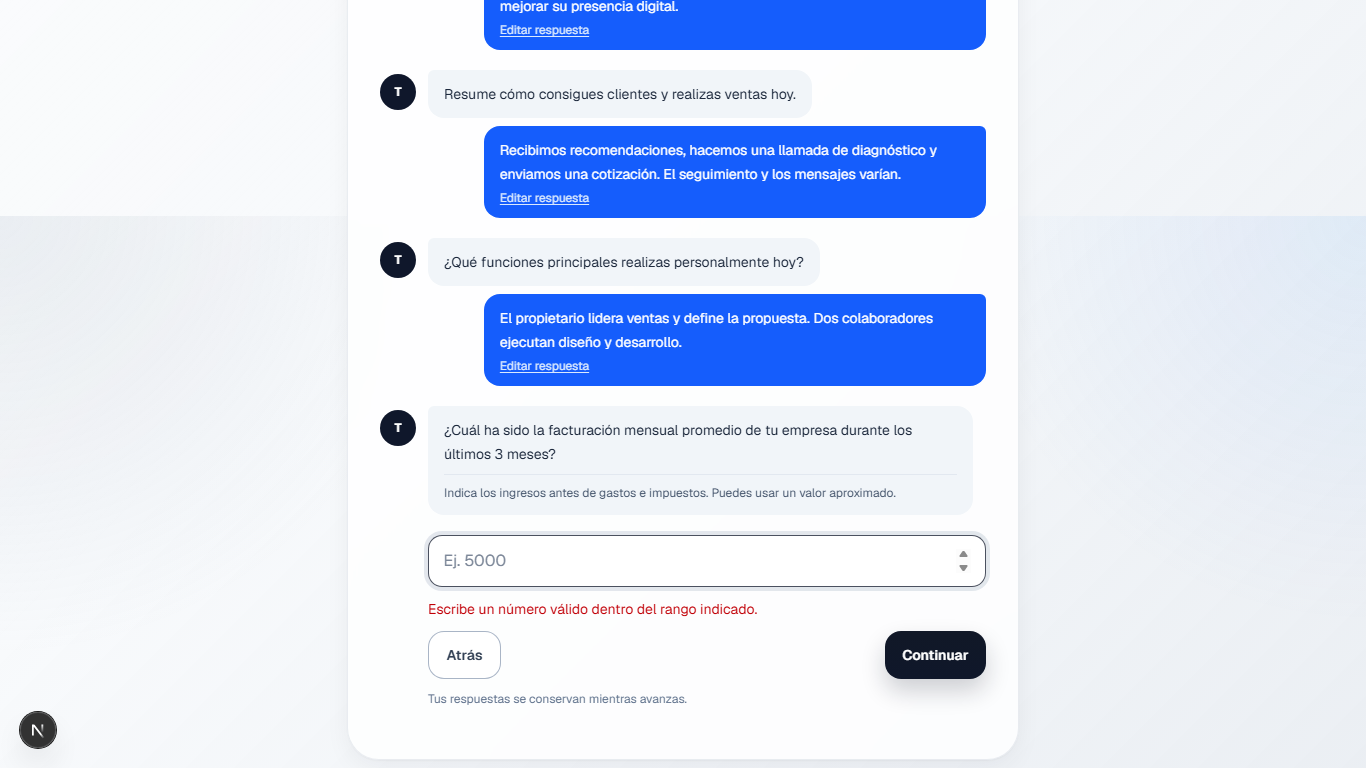 mejorar su presencia digital.
Editar respuesta
T
Resume cómo consigues clientes y realizas ventas hoy.
Recibimos recomendaciones, hacemos una llamada de diagnóstico y
enviamos una cotización. El seguimiento y los mensajes varían.
Editar respuesta
T
¿Qué funciones principales realizas personalmente hoy?
El propietario lidera ventas y define la propuesta. Dos colaboradores
ejecutan diseño y desarrollo.
Editar respuesta
T
¿Cuál ha sido la facturación mensual promedio de tu empresa durante los
últimos 3 meses?
Indica los ingresos antes de gastos e impuestos. Puedes usar un valor aproximado.
Ej. 5000
Escribe un número válido dentro del rango indicado.
Atrás
Continuar
Tus respuestas se conservan mientras avanzas.
N